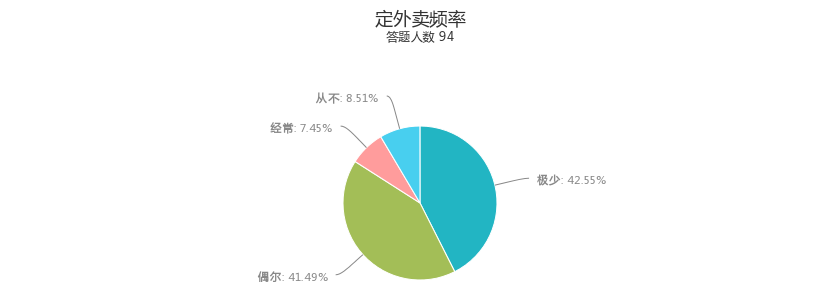 定外卖频率
答题人数 94
从不: 8.51%
经常: 7.45%
极少: 42.55%
偶尔: 41.49%